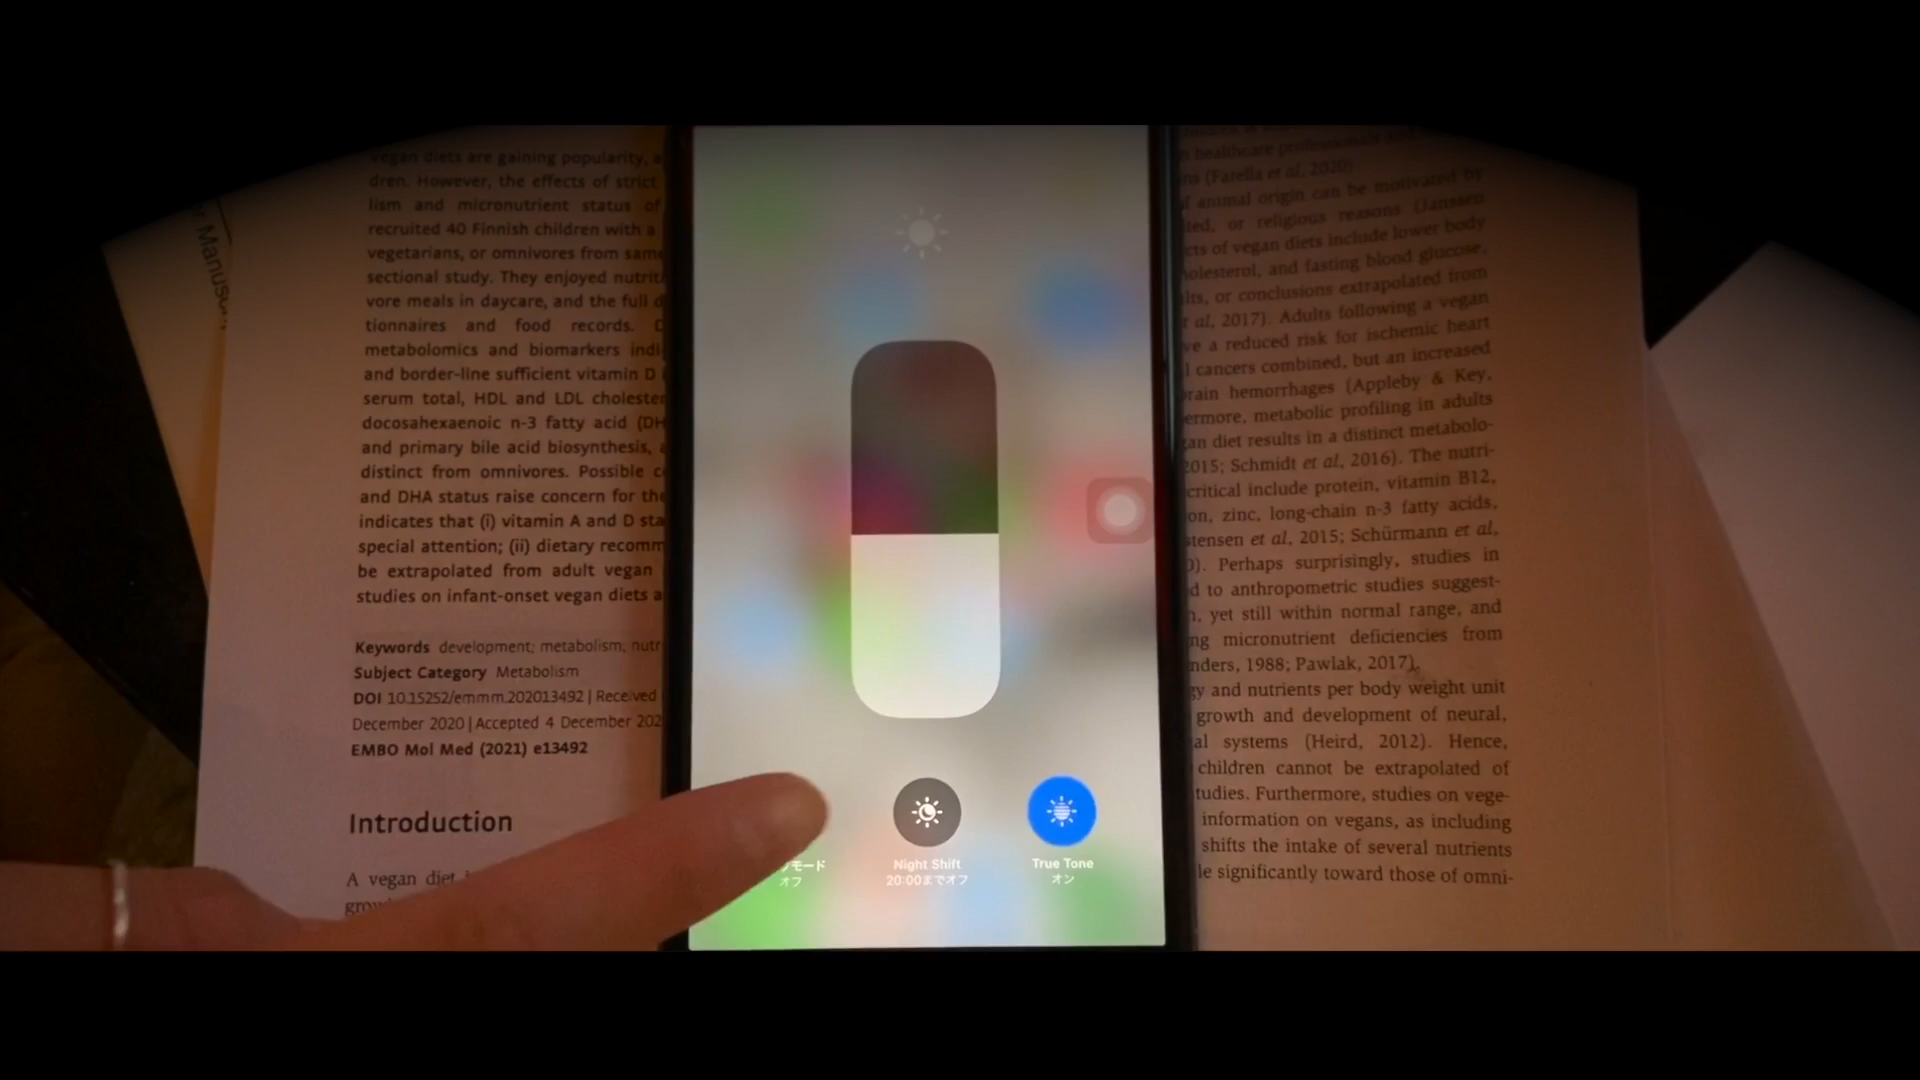 vegan diets are gaining popularity,
dren. However, the effects of strict
lism and micronutrient status of
recruited 40 Finnish children with a
vegetarians, or omnivores from same
sectional study. They enjoyed nutrit
vore meals in daycare, and the full d
tionnaires and food records.
metabolomics and biomarkers indi
and border-line sufficient vitamin D
serum total, HDL and LDL cholester
docosahexaenoic n-3 fatty acid (DH
and primary bile acid biosynthesis,
distinct from omnivores. Possible c
and DHA status raise concern for the
indicates that (i) vitamin A and D sta
special attention; (ii) dietary recomm
be extrapolated from adult vegan
studies on infant-onset vegan diets a
Keywords development; metabolism; nutr
Subject Category Metabolism
DOI 10.15252/emmm.202013492 | Received
December 2020 | Accepted 4 December 202
EMBO Mol Med (2021) e13492
Introduction
A vegan diet
grow
r Manusc
モード
オフ
Night Shift
20:00までオフ
True Tone
オン
healthcare professionals
ns (Farella et al, 2020)
f animal origin can be motivated by
ted, or religious reasons (Janssen
cts of vegan diets include lower body
holesterol, and fasting blood glucose,
lts, or conclusions extrapolated from
r al, 2017). Adults following a vegan
ve a reduced risk for ischemic heart
l cancers combined, but an increased
rain hemorrhages (Appleby & Key,
ermore, metabolic profiling in adults
an diet results in a distinct metabolo-
2015; Schmidt et al, 2016). The nutri-
critical include protein, vitamin B12,
on, zinc, long-chain n-3 fatty acids,
stensen et al, 2015; Schürmann et al,
0). Perhaps surprisingly, studies in
d to anthropometric studies suggest-
n, yet still within normal range, and
ng micronutrient deficiencies from
nders, 1988; Pawlak, 2017).
gy and nutrients per body weight unit
growth and development of neural,
al systems (Heird, 2012). Hence,
children cannot be extrapolated of
tudies. Furthermore, studies on vege-
information on vegans, as including
shifts the intake of several nutrients
le significantly toward those of omni-